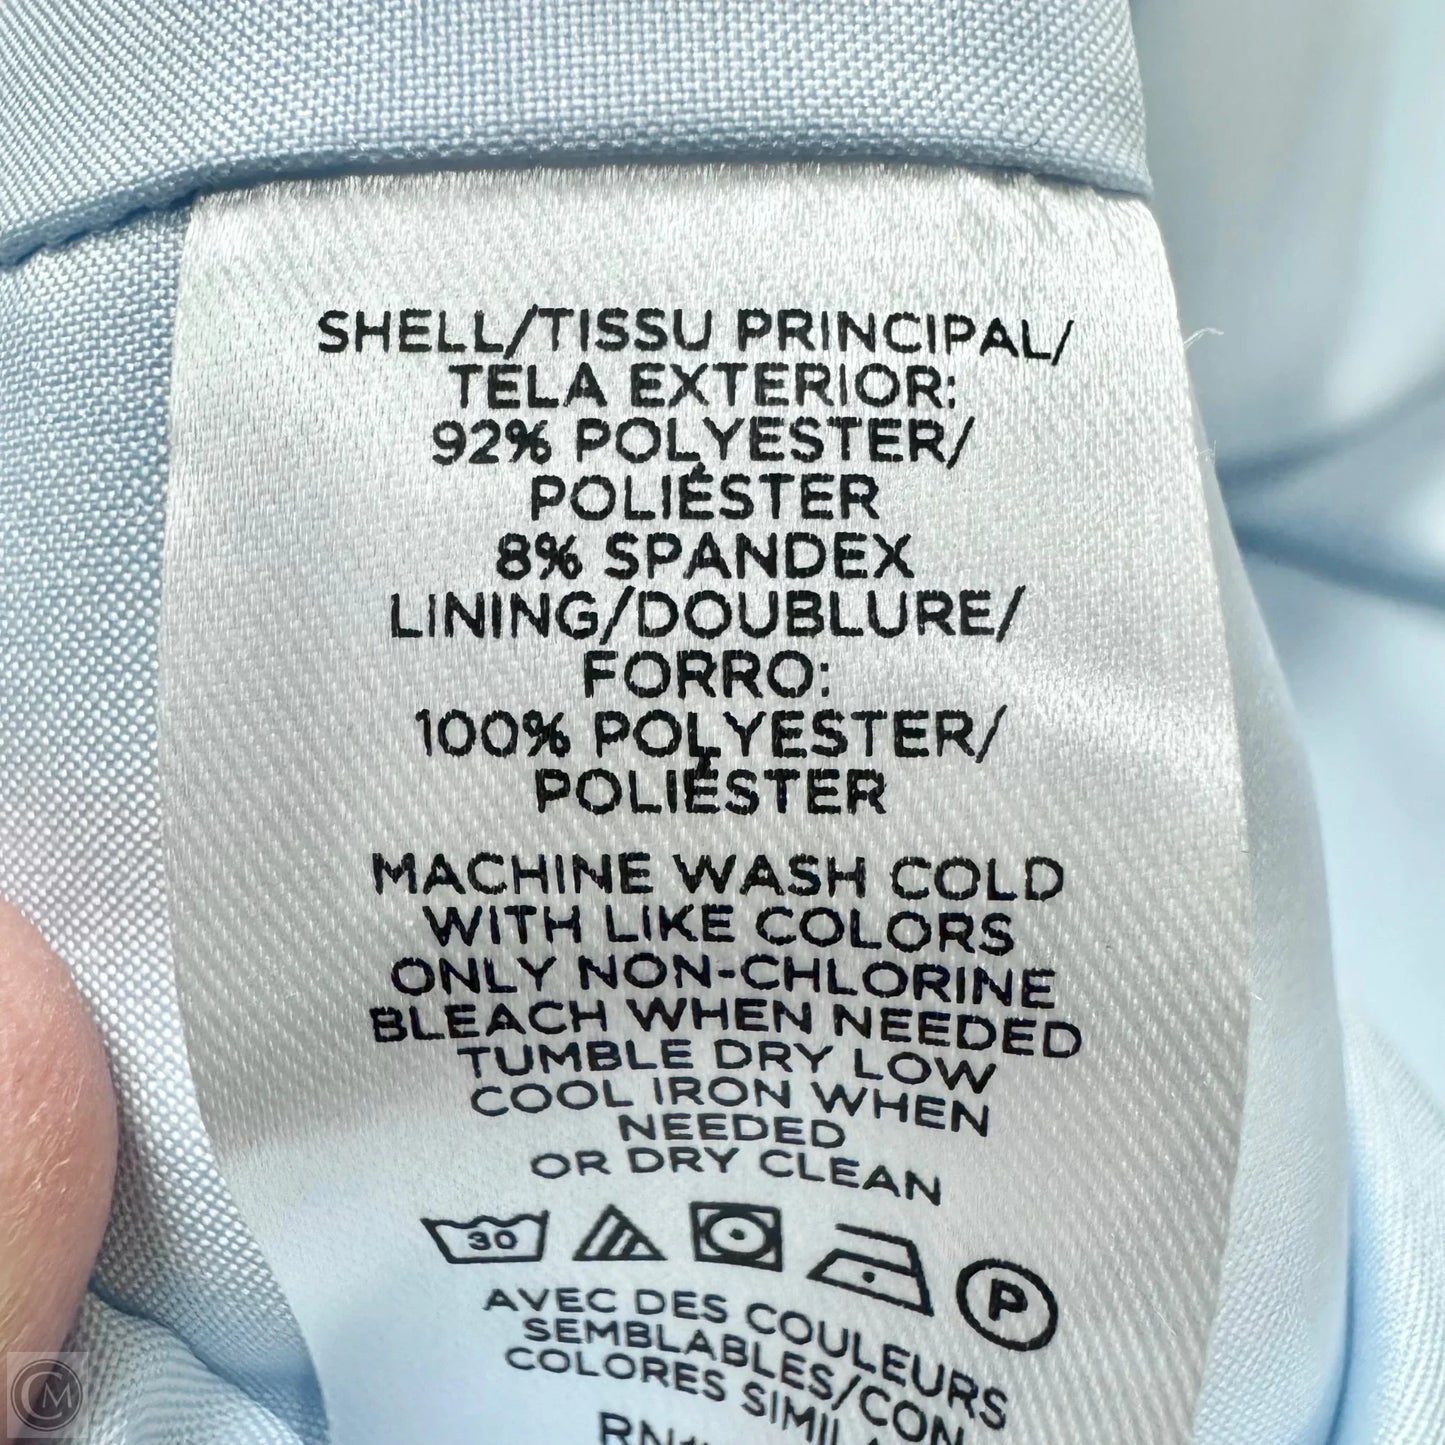 SHELL/TISSU PRINCIPAL/
TELA EXTERIOR:
92% POLYESTER/
POLIÉSTER
8% SPANDEX
LINING/DOUBLURE/
FORRO:
100% POLYESTER/
POLIÉSTER
MACHINE WASH COLD
WITH LIKE COLORS
ONLY NON-CHLORINE
BLEACH WHEN NEEDED
TUMBLE DRY LOW
COOL IRON WHEN
NEEDED
OR DRY CLEAN
30 P
AVEC DES COULEURS
SEMBLABLES/CON
COLORES
CM